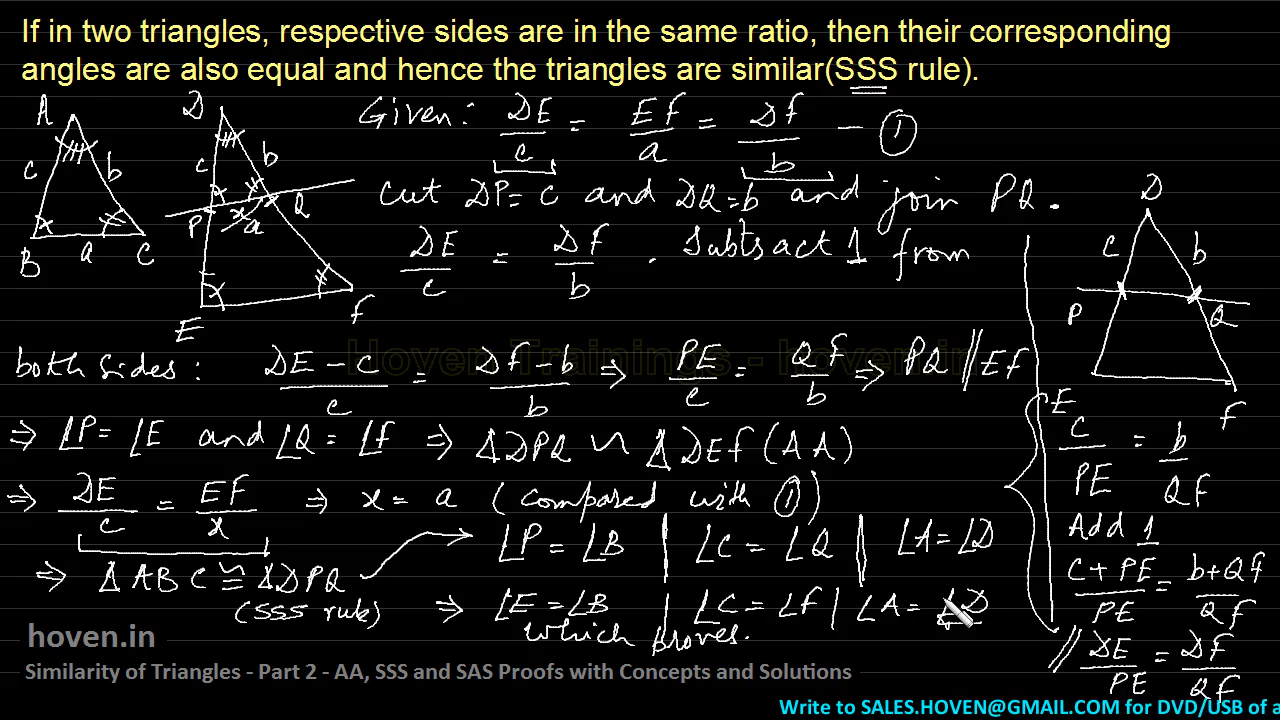 If in two triangles, respective sides are in the same ratio, then their corresponding
angles are also equal and hence the triangles are similar(SSS rule).
A
c b
B a C
D
c b
P x a Q
E F
Given: DE/c = EF/a = DF/b — ①
cut DP=c and DQ=b and join PQ.
DE/c = DF/b . Subtract 1 from
both sides: DE-c/c = DF-b/b ⇒ PE/c = QF/b ⇒ PQ // EF
Hoven Trainings - hoven.in
⇒ ∠P=∠E and ∠Q=∠F ⇒ ΔDPQ ∽ ΔDEF (AA)
⇒ DE/c = EF/x ⇒ x=a (compared with ①)
⇒ ΔABC ≅ ΔDPQ
(SSS rule)
∠P=∠B | ∠C=∠Q | ∠A=∠D
⇒ ∠E=∠B | ∠C=∠F | ∠A=∠D
which proves.
D
c b
P Q
E F
c/PE = b/QF
Add 1
c+PE/PE = b+QF/QF
// DE/PE = DF/QF
hoven.in
Similarity of Triangles - Part 2 - AA, SSS and SAS Proofs with Concepts and Solutions
Write to SALES.HOVEN@GMAIL.COM for DVD/USB of a